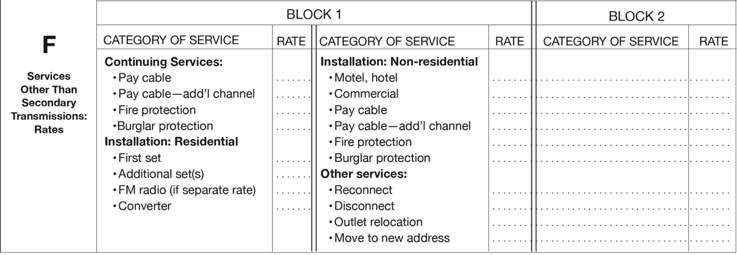 F
Services
Other Than
Secondary
Transmissions:
Rates
BLOCK 1
CATEGORY OF SERVICE RATE
Continuing Services:
•Pay cable ......
•Pay cable—add'l channel ......
•Fire protection ......
•Burglar protection ......
Installation: Residential
•First set ......
•Additional set(s) ......
•FM radio (if separate rate) ......
•Converter ......
CATEGORY OF SERVICE RATE
Installation: Non-residential
•Motel, hotel
•Commercial
•Pay cable
•Pay cable—add'l channel
•Fire protection
•Burglar protection
Other services:
•Reconnect
•Disconnect
•Outlet relocation
•Move to new address
BLOCK 2
CATEGORY OF SERVICE RATE